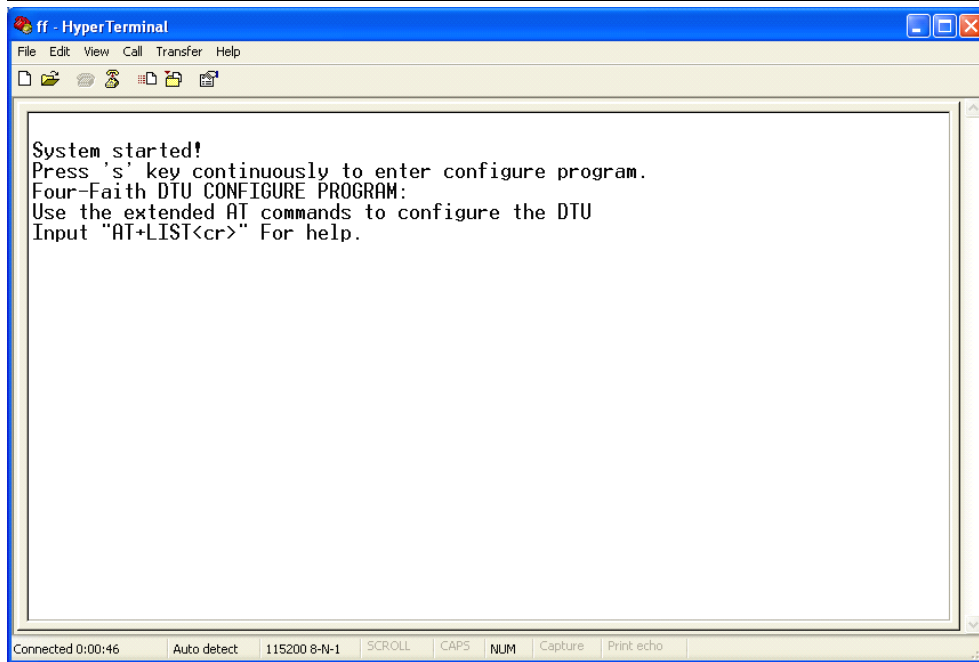 ff - HyperTerminal
File Edit View Call Transfer Help
System started!
Press 's' key continuously to enter configure program.
Four-Faith DTU CONFIGURE PROGRAM:
Use the extended AT commands to configure the DTU
Input "AT+LIST<cr>" For help.
Connected 0:00:46 Auto detect 115200 8-N-1 SCROLL CAPS NUM Capture Print echo